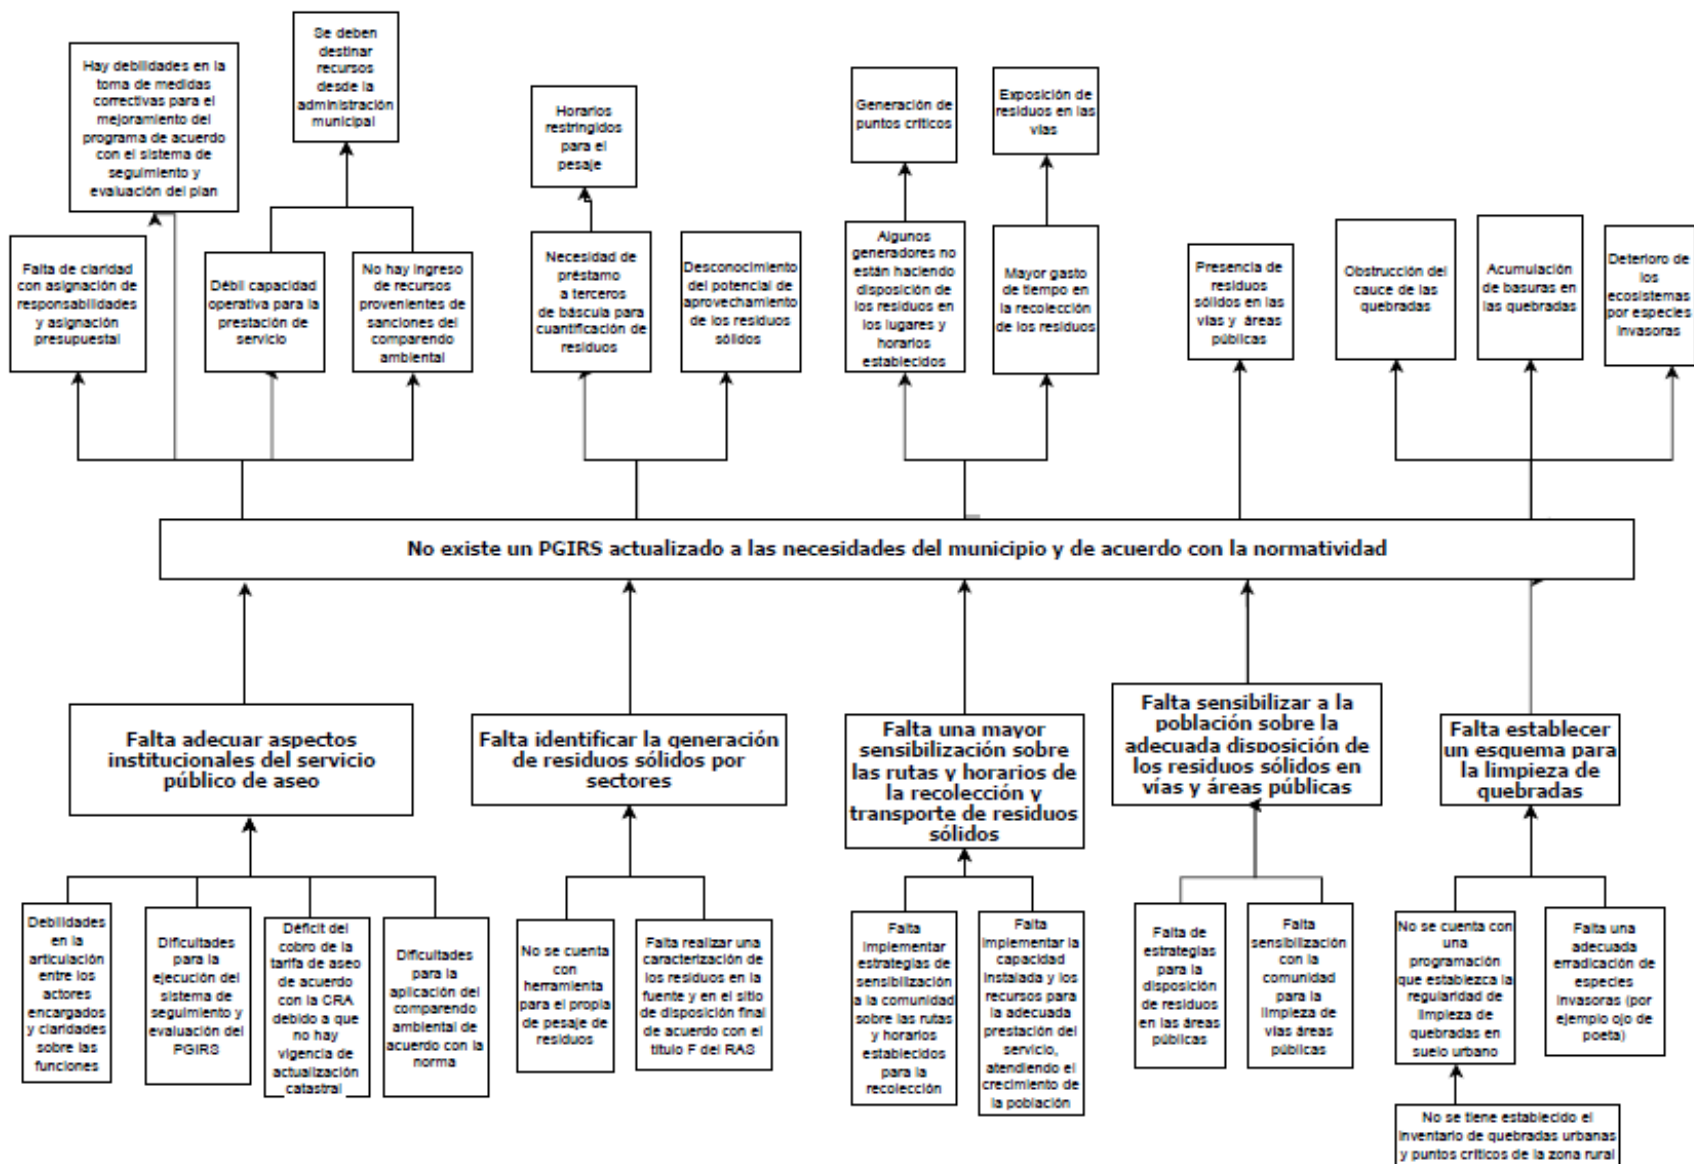 Se deben
destinar
recursos
desde la
administración
municipal
Hay debilidades en la
toma de medidas
correctivas para el
mejoramiento del
programa de acuerdo
con el sistema de
seguimiento y
evaluación del plan
Horarios
restringidos
para el
pesaje
Generación de
puntos críticos
Exposición de
residuos en las
vías
Falta de claridad
con asignación de
responsabilidades
y asignación
presupuestal
Débil capacidad
operativa para la
prestación de
servicio
No hay ingreso
de recursos
provenientes de
sanciones del
comparendo
ambiental
Necesidad de
préstamo
a terceros
de báscula para
cuantificación de
residuos
Desconocimiento
del potencial de
aprovechamiento
de los residuos
sólidos
Algunos
generadores no
están haciendo
disposición de
los residuos en
los lugares y
horarios
establecidos
Mayor gasto
de tiempo en la
recolección
de los residuos
Presencia de
residuos
sólidos en las
vías y áreas
públicas
Obstrucción del
cauce de las
quebradas
Acumulación
de basuras en
las quebradas
Deterioro de
los
ecosistemas
por especies
invasoras
No existe un PGIRS actualizado a las necesidades del municipio y de acuerdo con la normatividad
Falta adecuar aspectos
institucionales del servicio
público de aseo
Falta identificar la generación
de residuos sólidos por
sectores
Falta una mayor
sensibilización sobre
las rutas y horarios de
la recolección y
transporte de residuos
sólidos
Falta sensibilizar a la
población sobre la
adecuada disposición de
los residuos sólidos en
vías y áreas públicas
Falta establecer
un esquema para
la limpieza de
quebradas
Debilidades
en la
articulación
entre los
actores
encargados
y claridades
sobre las
funciones
Dificultades
para la
ejecución del
sistema de
seguimiento y
evaluación del
PGIRS
Déficit del
cobro de la
tarifa de aseo
de acuerdo
con la CRA
debido a que
no hay
vigencia de
actualización
catastral
Dificultades
para la
aplicación del
comparendo
ambiental de
acuerdo con la
norma
No se cuenta
con
herramienta
para el propia
de pesaje de
residuos
Falta realizar una
caracterización de
los residuos en la
fuente y en el sitio
de disposición final
de acuerdo con el
título F del RAS
Falta
implementar
estrategias de
sensibilización
a la comunidad
sobre las rutas
y horarios
establecidos
para la
recolección
Falta
implementar la
capacidad
instalada y los
recursos para
la adecuada
prestación del
servicio,
atendiendo el
crecimiento de
la población
Falta de
estrategias
para la
disposición
de residuos
en las áreas
públicas
Falta
sensibilización
con la
comunidad
para la
limpieza de
vías áreas
públicas
No se cuenta con
una
programación
que establezca la
regularidad de
limpieza de
quebradas en
suelo urbano
Falta una
adecuada
erradicación de
especies
invasoras (por
ejemplo ojo de
poeta)
No se tiene establecido el
inventario de quebradas urbanas
y puntos críticos de la zona rural